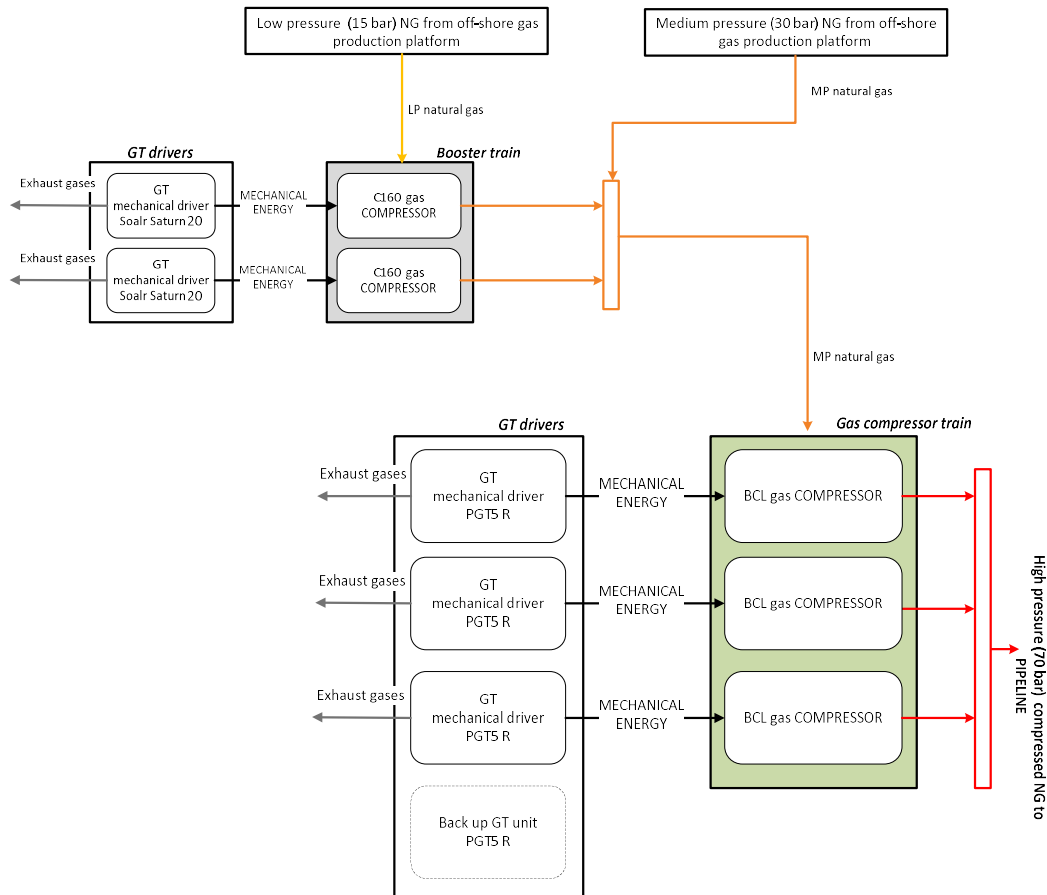 Low pressure (15 bar) NG from off-shore gas
production platform
Medium pressure (30 bar) NG from off-shore
gas production platform
LP natural gas
MP natural gas
GT drivers
Booster train
Exhaust gases
GT
mechanical driver
Soalr Saturn 20
MECHANICAL
ENERGY
C160 gas
COMPRESSOR
Exhaust gases
GT
mechanical driver
Soalr Saturn 20
MECHANICAL
ENERGY
C160 gas
COMPRESSOR
MP natural gas
GT drivers
Gas compressor train
Exhaust gases
GT
mechanical driver
PGT5 R
MECHANICAL
ENERGY
BCL gas COMPRESSOR
Exhaust gases
GT
mechanical driver
PGT5 R
MECHANICAL
ENERGY
BCL gas COMPRESSOR
Exhaust gases
GT
mechanical driver
PGT5 R
MECHANICAL
ENERGY
BCL gas COMPRESSOR
Back up GT unit
PGT5 R
High pressure (70 bar) compressed NG to
PIPELINE